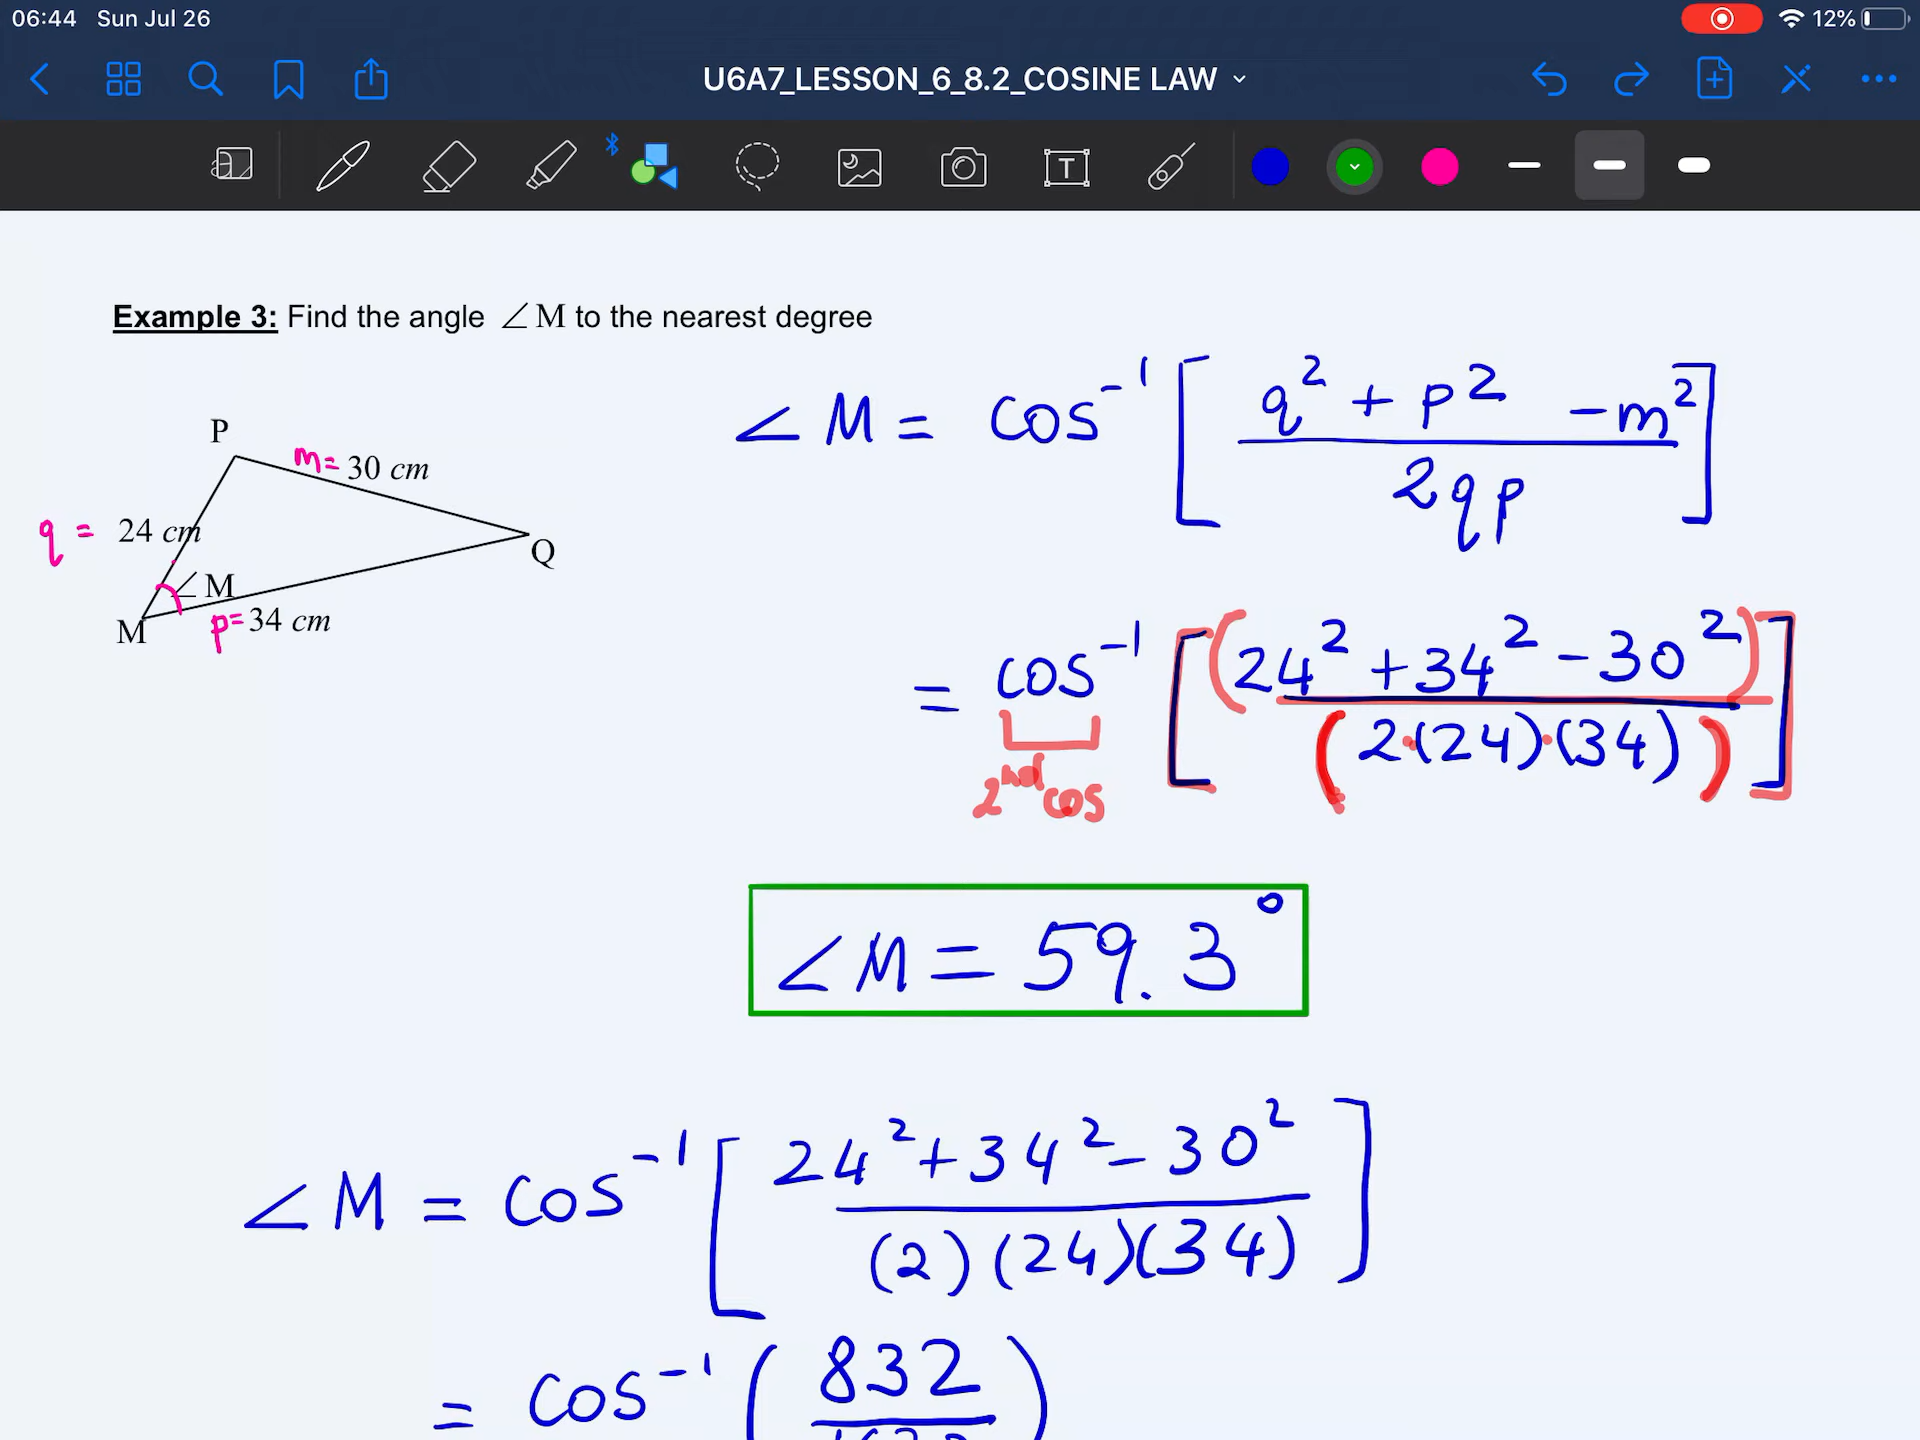 06:44 Sun Jul 26
12%
U6A7_LESSON_6_8.2_COSINE LAW
Example 3: Find the angle ∠M to the nearest degree
∠M = cos⁻¹ [ q² + p² - m² / 2qp ]
P
m = 30 cm
q = 24 cm
Q
∠M
M
p = 34 cm
= cos⁻¹ [ (24² + 34² - 30²) / (2·(24)·(34)) ]
2nd cos
∠M = 59.3°
∠M = cos⁻¹ [ 24² + 34² - 30² / (2)(24)(34) ]
= cos⁻¹ ( 832 / )